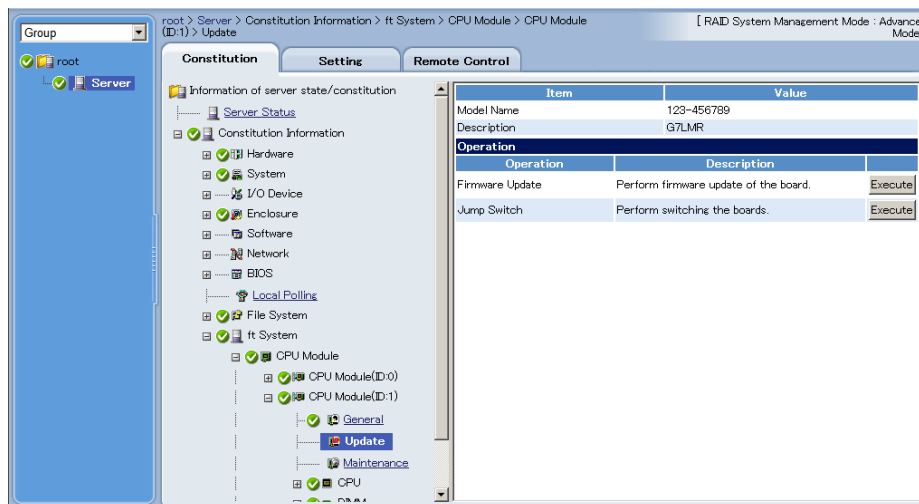 Group
root
Server
root > Server > Constitution Information > ft System > CPU Module > CPU Module
(ID:1) > Update
[ RAID System Management Mode : Advance
Mode
Constitution
Setting
Remote Control
Information of server state/constitution
Server Status
Constitution Information
Hardware
System
I/O Device
Enclosure
Software
Network
BIOS
Local Polling
File System
ft System
CPU Module
CPU Module(ID:0)
CPU Module(ID:1)
General
Update
Maintenance
CPU
DIMM
Item Value
Model Name 123-456789
Description G7LMR
Operation
Operation Description
Firmware Update Perform firmware update of the board. Execute
Jump Switch Perform switching the boards. Execute